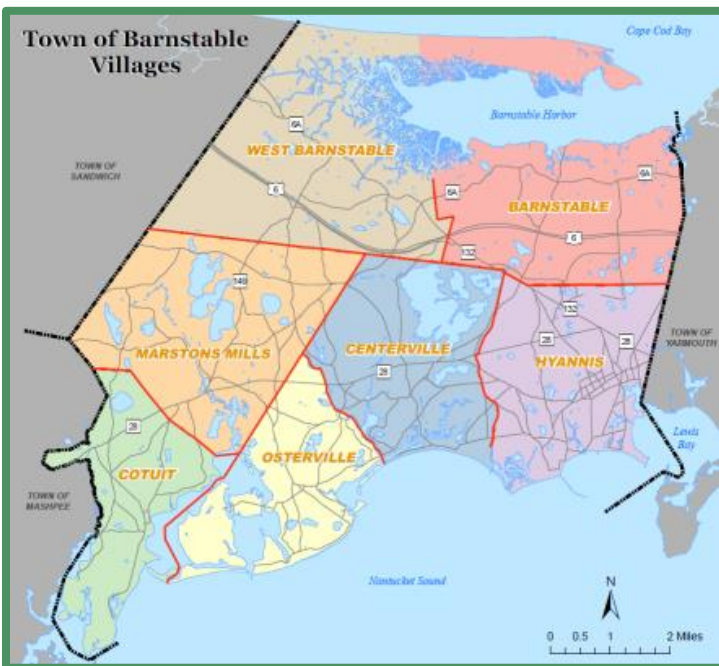 Town of Barnstable
Villages
Cape Cod Bay
Barnstable Harbor
6A
WEST BARNSTABLE
TOWN OF
SANDWICH
6
6A
6A
BARNSTABLE
6
132
149
132
TOWN OF
YARMOUTH
28
28
MARSTONS MILLS
CENTERVILLE
HYANNIS
28
28
COTUIT
OSTERVILLE
Lewis
Bay
TOWN OF
MASHPEE
Nantucket Sound
N
0 0.5 1 2 Miles